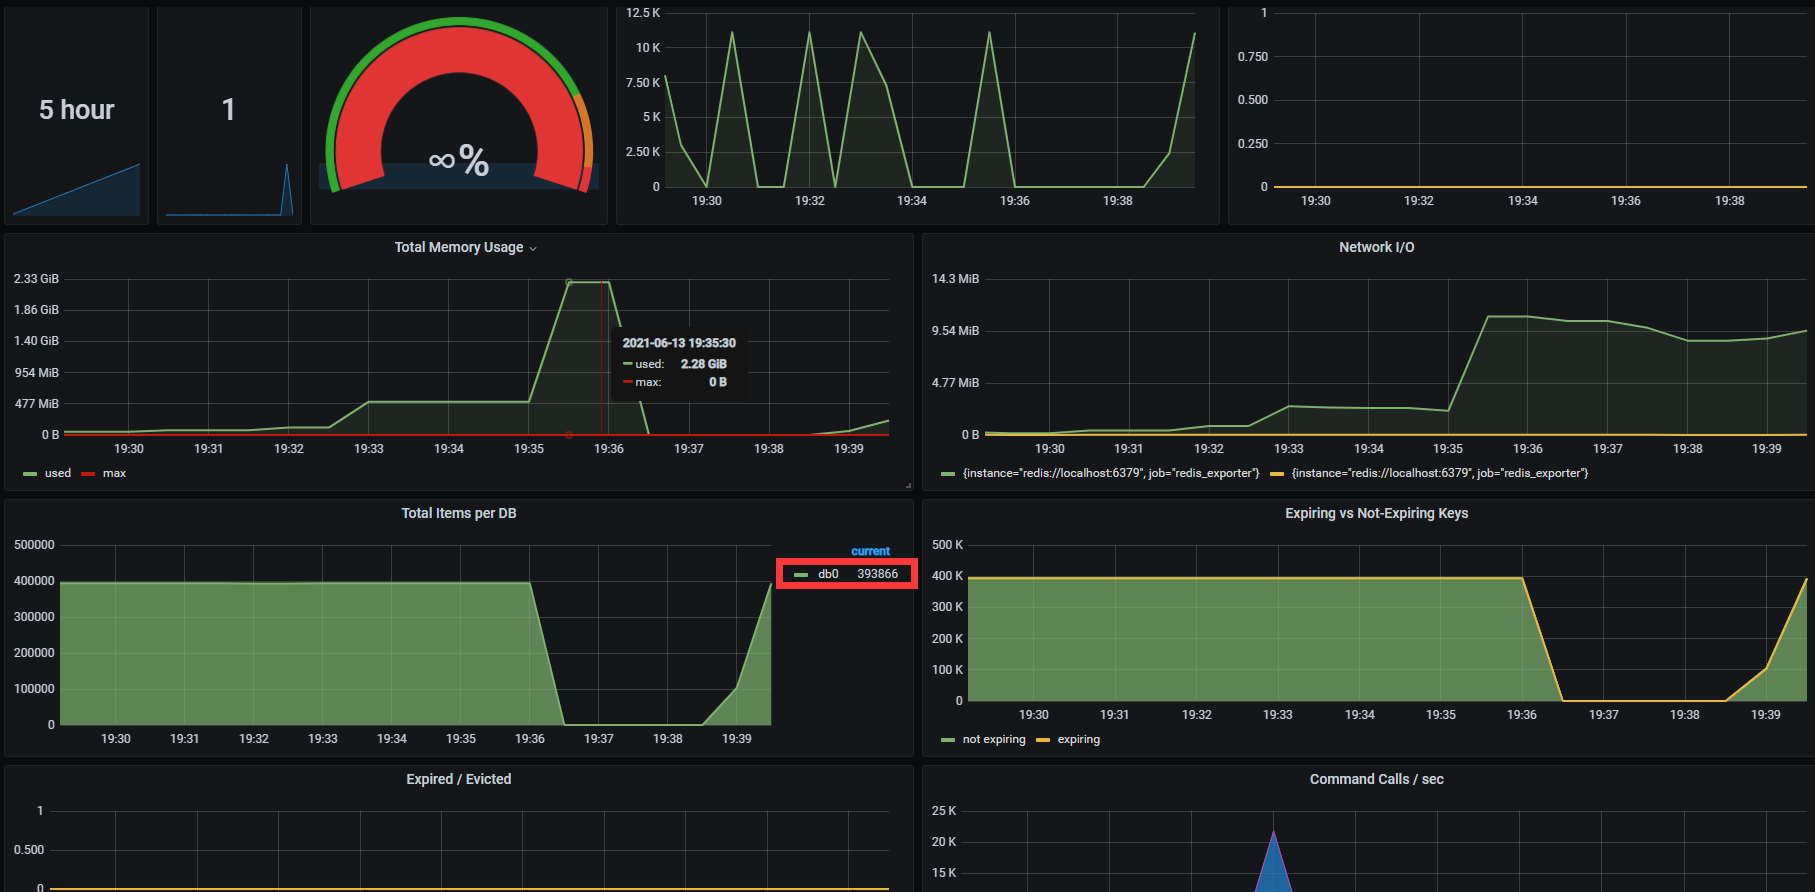 5 hour
1
∞%
12.5 K
10 K
7.50 K
5 K
2.50 K
0
19:30 19:32 19:34 19:36 19:38
1
0.750
0.500
0.250
0
19:30 19:32 19:34 19:36 19:38
Total Memory Usage
2.33 GiB
1.86 GiB
1.40 GiB
954 MiB
477 MiB
0 B
19:30 19:31 19:32 19:33 19:34 19:35 19:36 19:37 19:38 19:39
2021-06-13 19:35:30
used: 2.28 GiB
max: 0 B
used max
Network I/O
14.3 MiB
9.54 MiB
4.77 MiB
0 B
19:30 19:31 19:32 19:33 19:34 19:35 19:36 19:37 19:38 19:39
{instance="redis://localhost:6379", job="redis_exporter"} {instance="redis://localhost:6379", job="redis_exporter"}
Total Items per DB
500000
400000
300000
200000
100000
0
19:30 19:31 19:32 19:33 19:34 19:35 19:36 19:37 19:38 19:39
current
db0 393866
Expiring vs Not-Expiring Keys
500 K
400 K
300 K
200 K
100 K
0
19:30 19:31 19:32 19:33 19:34 19:35 19:36 19:37 19:38 19:39
not expiring expiring
Expired / Evicted
1
0.500
0
Command Calls / sec
25 K
20 K
15 K